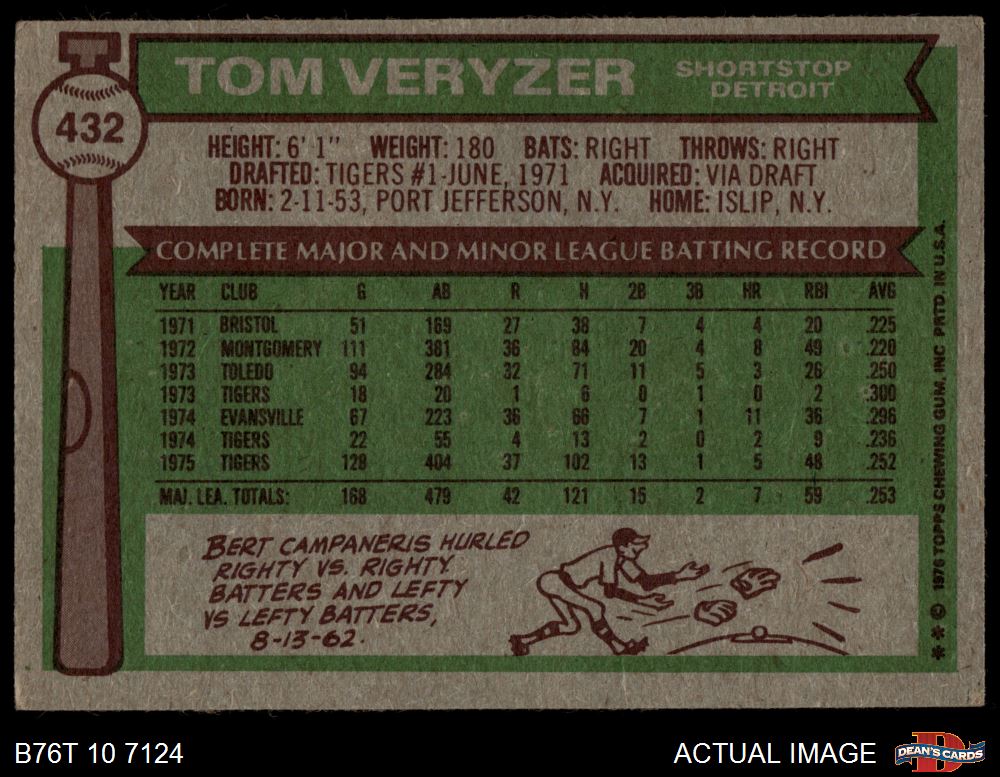 432
TOM VERYZER
SHORTSTOP
DETROIT
HEIGHT: 6' 1" WEIGHT: 180 BATS: RIGHT THROWS: RIGHT
DRAFTED: TIGERS #1-JUNE, 1971 ACQUIRED: VIA DRAFT
BORN: 2-11-53, PORT JEFFERSON, N.Y. HOME: ISLIP, N.Y.
COMPLETE MAJOR AND MINOR LEAGUE BATTING RECORD
YEAR CLUB G AB R H 2B 3B HR RBI AVG
1971 BRISTOL 51 169 27 38 7 4 4 20 .225
1972 MONTGOMERY 111 381 36 84 20 4 8 49 .220
1973 TOLEDO 94 284 32 71 11 5 3 26 .250
1973 TIGERS 18 20 1 6 0 1 0 2 .300
1974 EVANSVILLE 67 223 36 66 7 1 11 36 .296
1974 TIGERS 22 55 4 13 2 0 2 9 .236
1975 TIGERS 128 404 37 102 13 1 5 48 .252
MAJ. LEA. TOTALS: 168 479 42 121 15 2 7 59 .253
BERT CAMPANERIS HURLED
RIGHTY VS. RIGHTY
BATTERS AND LEFTY
VS LEFTY BATTERS,
8-13-62.
** © 1976 TOPPS CHEWING GUM, INC PRTD. IN U.S.A.
B76T 10 7124
ACTUAL IMAGE
D
DEAN'S CARDS